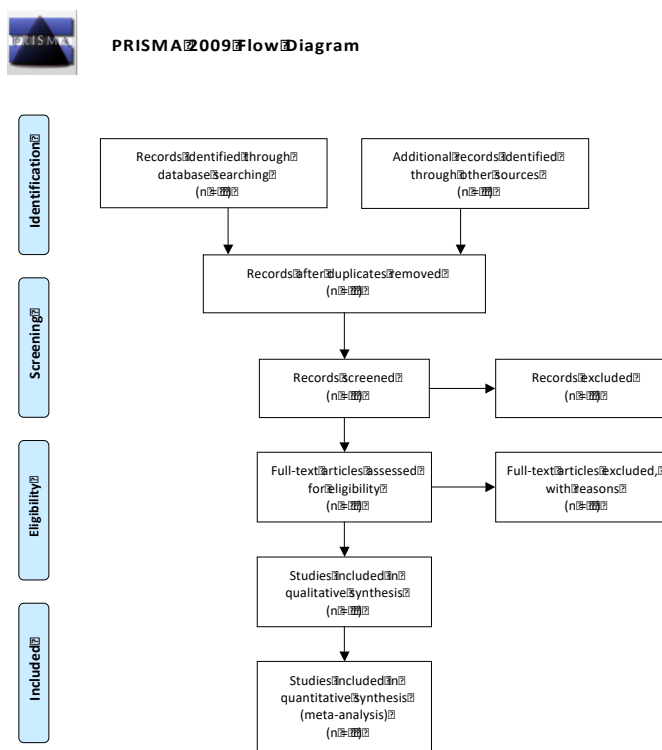 PRISMA
PRISMA 2009 Flow Diagram
Identification
Records identified through
database searching
(n = )
Additional records identified
through other sources
(n = )
Records after duplicates removed
(n = )
Screening
Records screened
(n = )
Records excluded
(n = )
Eligibility
Full-text articles assessed
for eligibility
(n = )
Full-text articles excluded,
with reasons
(n = )
Studies included in
qualitative synthesis
(n = )
Included
Studies included in
quantitative synthesis
(meta-analysis)
(n = )